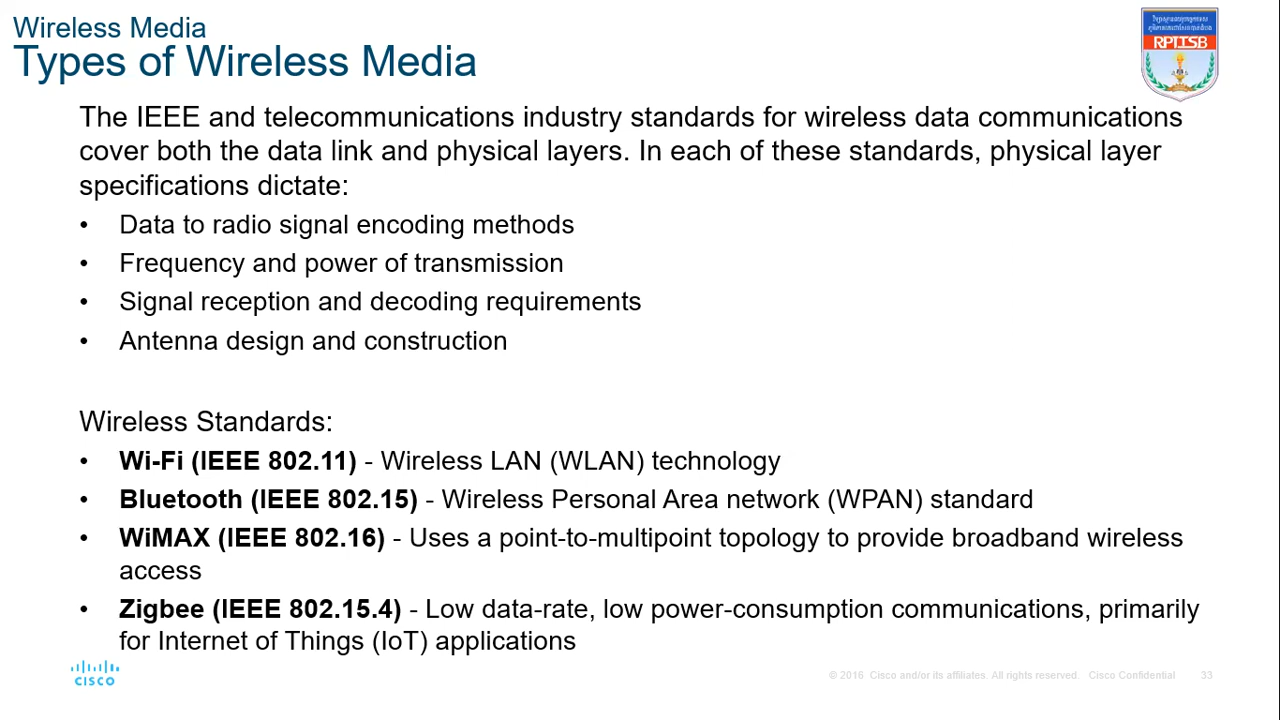 Wireless Media
Types of Wireless Media
RPITSB
The IEEE and telecommunications industry standards for wireless data communications
cover both the data link and physical layers. In each of these standards, physical layer
specifications dictate:
• Data to radio signal encoding methods
• Frequency and power of transmission
• Signal reception and decoding requirements
• Antenna design and construction
Wireless Standards:
• Wi-Fi (IEEE 802.11) - Wireless LAN (WLAN) technology
• Bluetooth (IEEE 802.15) - Wireless Personal Area network (WPAN) standard
• WiMAX (IEEE 802.16) - Uses a point-to-multipoint topology to provide broadband wireless
access
• Zigbee (IEEE 802.15.4) - Low data-rate, low power-consumption communications, primarily
for Internet of Things (IoT) applications
CISCO
© 2016 Cisco and/or its affiliates. All rights reserved. Cisco Confidential 33